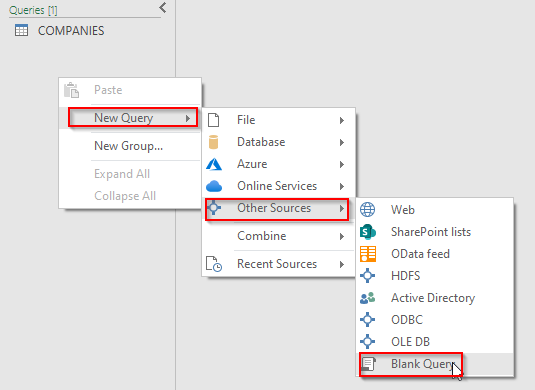 Queries [1]
COMPANIES
Paste
New Query
New Group...
Expand All
Collapse All
File
Database
Azure
Online Services
Other Sources
Combine
Recent Sources
Web
SharePoint lists
OData feed
HDFS
Active Directory
ODBC
OLE DB
Blank Query